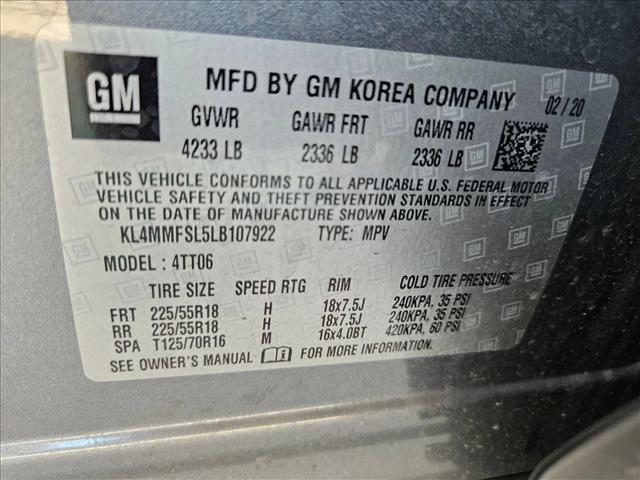 GM
MFD BY GM KOREA COMPANY 02/20
GVWR GAWR FRT GAWR RR
4233 LB 2336 LB 2336 LB
THIS VEHICLE CONFORMS TO ALL APPLICABLE U.S. FEDERAL MOTOR
VEHICLE SAFETY AND THEFT PREVENTION STANDARDS IN EFFECT
ON THE DATE OF MANUFACTURE SHOWN ABOVE.
KL4MMFSL5LB107922 TYPE: MPV
MODEL: 4TT06
TIRE SIZE SPEED RTG RIM COLD TIRE PRESSURE
FRT 225/55R18 H 18x7.5J 240KPA, 35 PSI
RR 225/55R18 H 18x7.5J 240KPA, 35 PSI
SPA T125/70R16 M 16x4.0BT 420KPA, 60 PSI
SEE OWNER'S MANUAL FOR MORE INFORMATION.